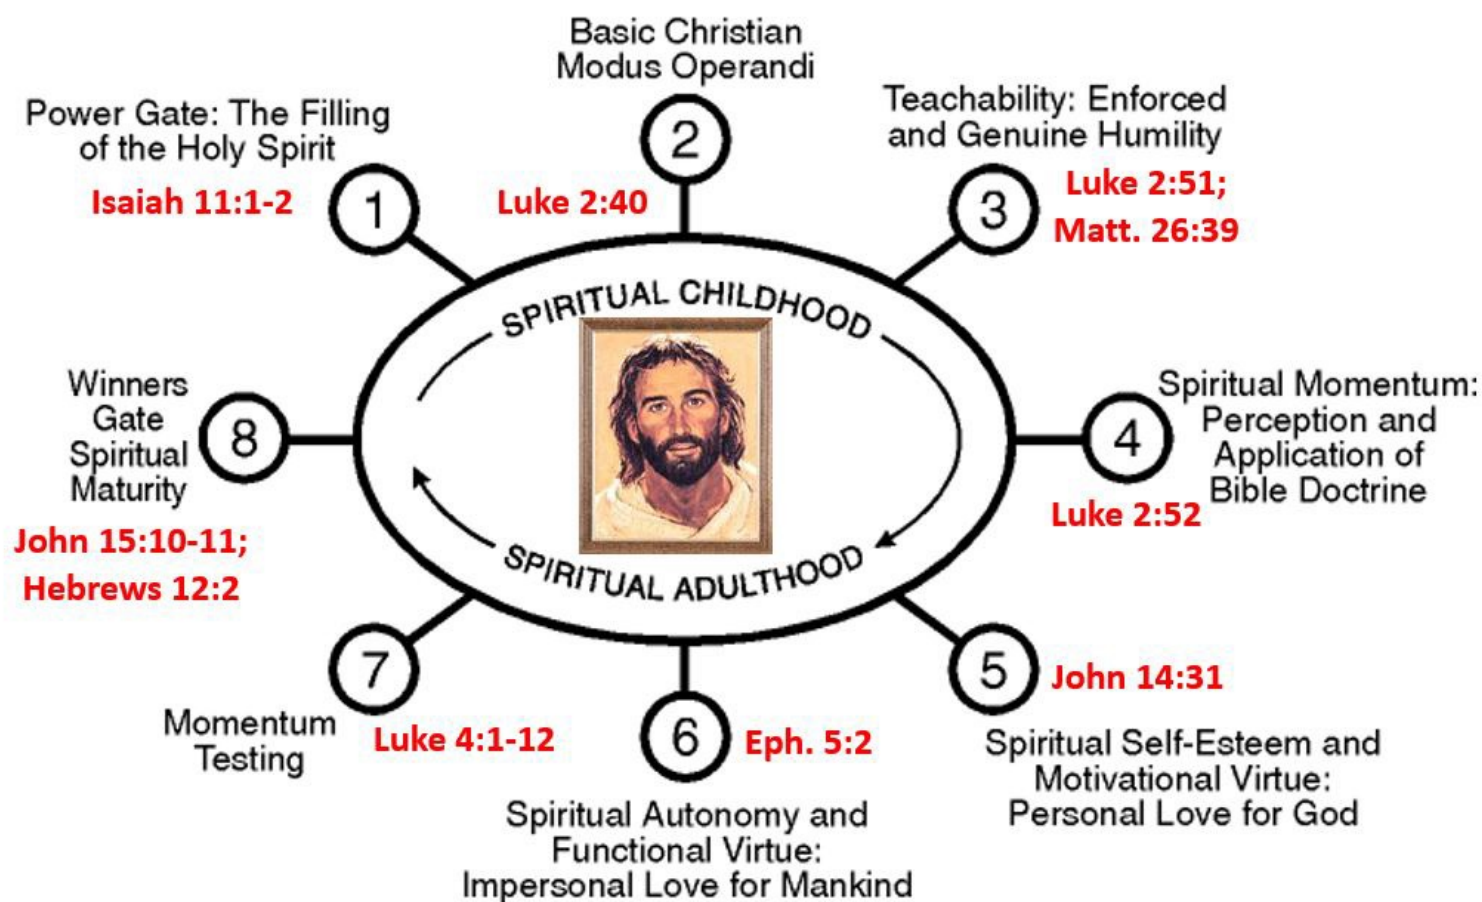 Basic Christian
Modus Operandi
2
Luke 2:40
Power Gate: The Filling
of the Holy Spirit
1
Isaiah 11:1-2
Teachability: Enforced
and Genuine Humility
3
Luke 2:51;
Matt. 26:39
SPIRITUAL CHILDHOOD
Spiritual Momentum:
Perception and
Application of
Bible Doctrine
4
Luke 2:52
SPIRITUAL ADULTHOOD
5
John 14:31
Spiritual Self-Esteem and
Motivational Virtue:
Personal Love for God
6
Eph. 5:2
Spiritual Autonomy and
Functional Virtue:
Impersonal Love for Mankind
7
Luke 4:1-12
Momentum
Testing
Winners
Gate
Spiritual
Maturity
8
John 15:10-11;
Hebrews 12:2